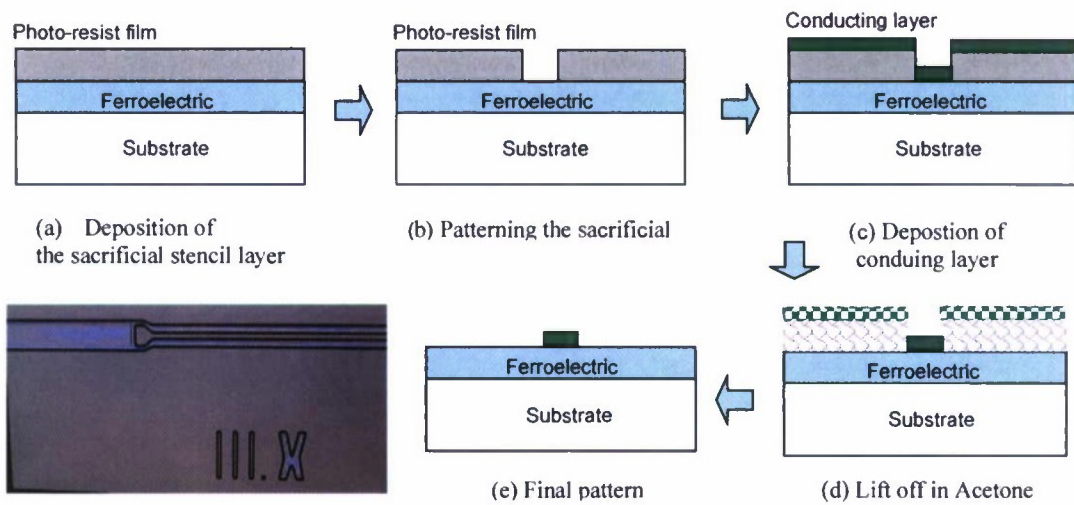 Photo-resist film
Ferroelectric
Substrate
(a) Deposition of
the sacrificial stencil layer
Photo-resist film
Ferroelectric
Substrate
(b) Patterning the sacrificial
Conducting layer
Ferroelectric
Substrate
(c) Depostion of
conduing layer
Ferroelectric
Substrate
(d) Lift off in Acetone
Ferroelectric
Substrate
(e) Final pattern
III. X